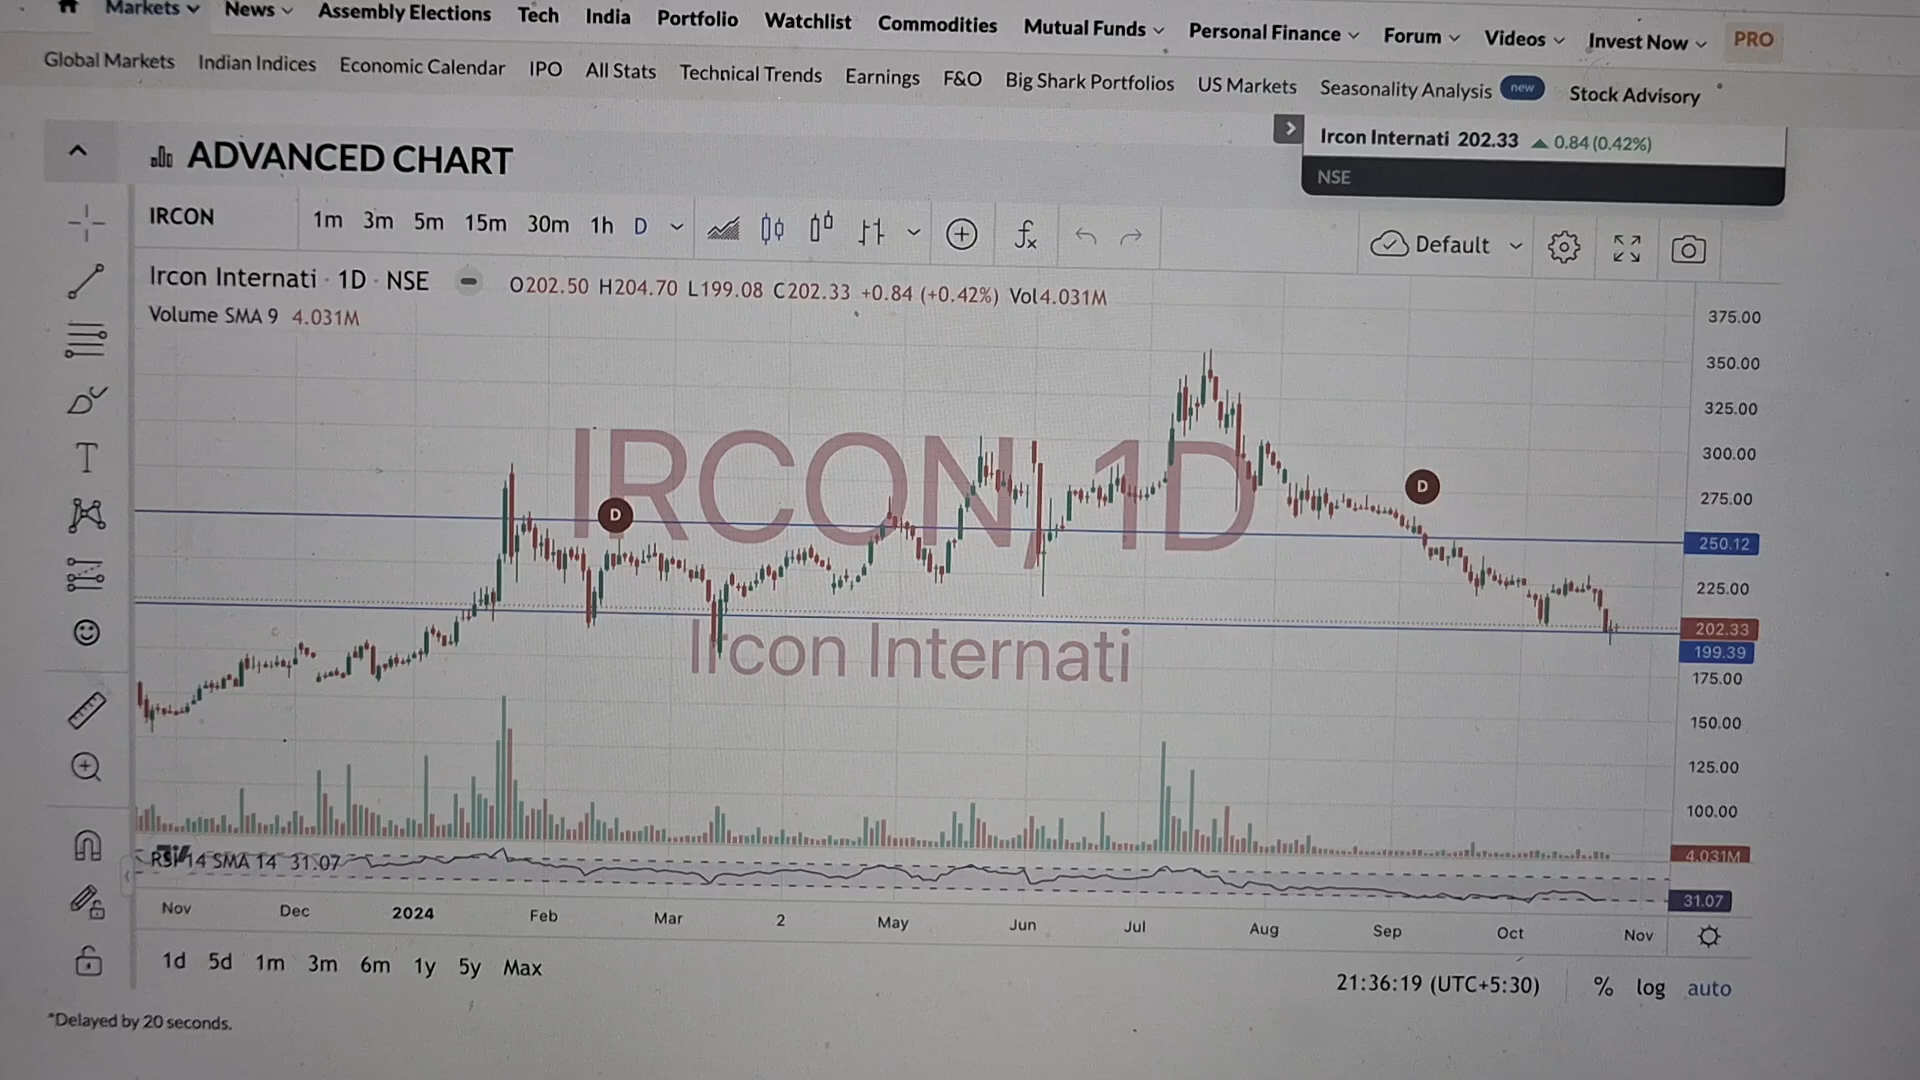 Markets News Assembly Elections Tech India Portfolio Watchlist Commodities Mutual Funds Personal Finance Forum Videos Invest Now PRO
Global Markets Indian Indices Economic Calendar IPO All Stats Technical Trends Earnings F&O Big Shark Portfolios US Markets Seasonality Analysis new Stock Advisory
Ircon Internati 202.33 0.84 (0.42%)
NSE
ADVANCED CHART
IRCON 1m 3m 5m 15m 30m 1h D Default
Ircon Internati · 1D · NSE O202.50 H204.70 L199.08 C202.33 +0.84 (+0.42%) Vol4.031M
Volume SMA 9 4.031M
375.00
350.00
325.00
300.00
275.00
250.12
225.00
202.33
199.39
175.00
150.00
125.00
100.00
4.031M
31.07
IRCON, 1D
Ircon Internati
D
D
RSI 14 SMA 14 31.07
Nov Dec 2024 Feb Mar 2 May Jun Jul Aug Sep Oct Nov
1d 5d 1m 3m 6m 1y 5y Max 21:36:19 (UTC+5:30) % log auto
*Delayed by 20 seconds.